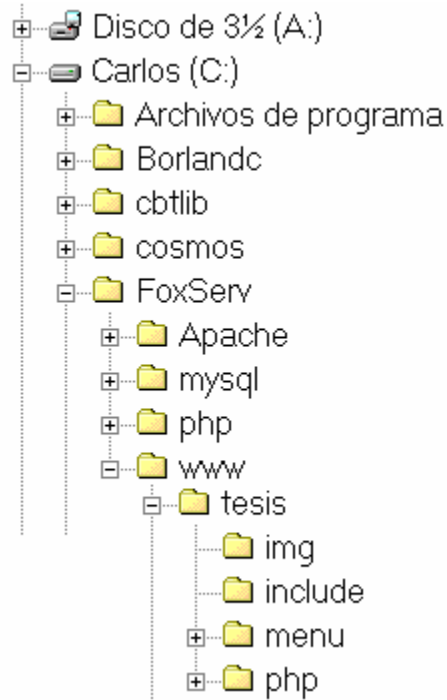 Disco de 3½ (A:)
Carlos (C:)
Archivos de programa
Borlandc
cbtlib
cosmos
FoxServ
Apache
mysql
php
www
tesis
img
include
menu
php